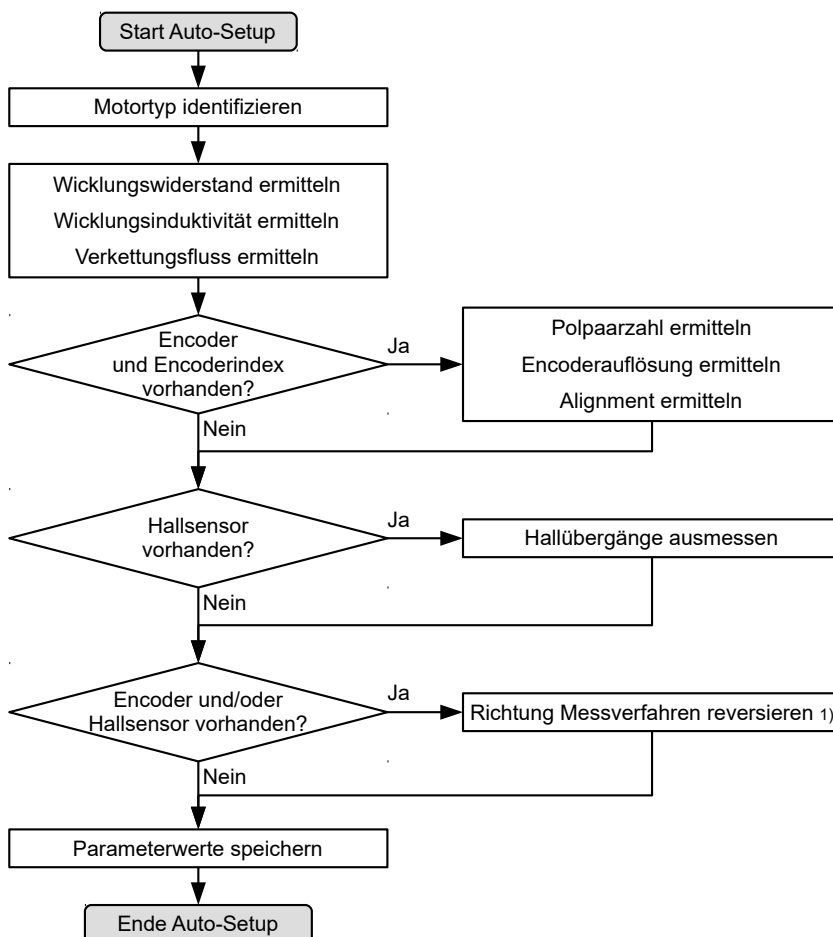 Start Auto-Setup
Motortyp identifizieren
Wicklungswiderstand ermitteln
Wicklungsinduktivität ermitteln
Verkettungsfluss ermitteln
Encoder
und Encoderindex
vorhanden?
Ja
Polpaarzahl ermitteln
Encoderauflösung ermitteln
Alignment ermitteln
Nein
Hallsensor
vorhanden?
Ja
Hallübergänge ausmessen
Nein
Encoder und/oder
Hallsensor vorhanden?
Ja
Richtung Messverfahren reversieren 1)
Nein
Parameterwerte speichern
Ende Auto-Setup